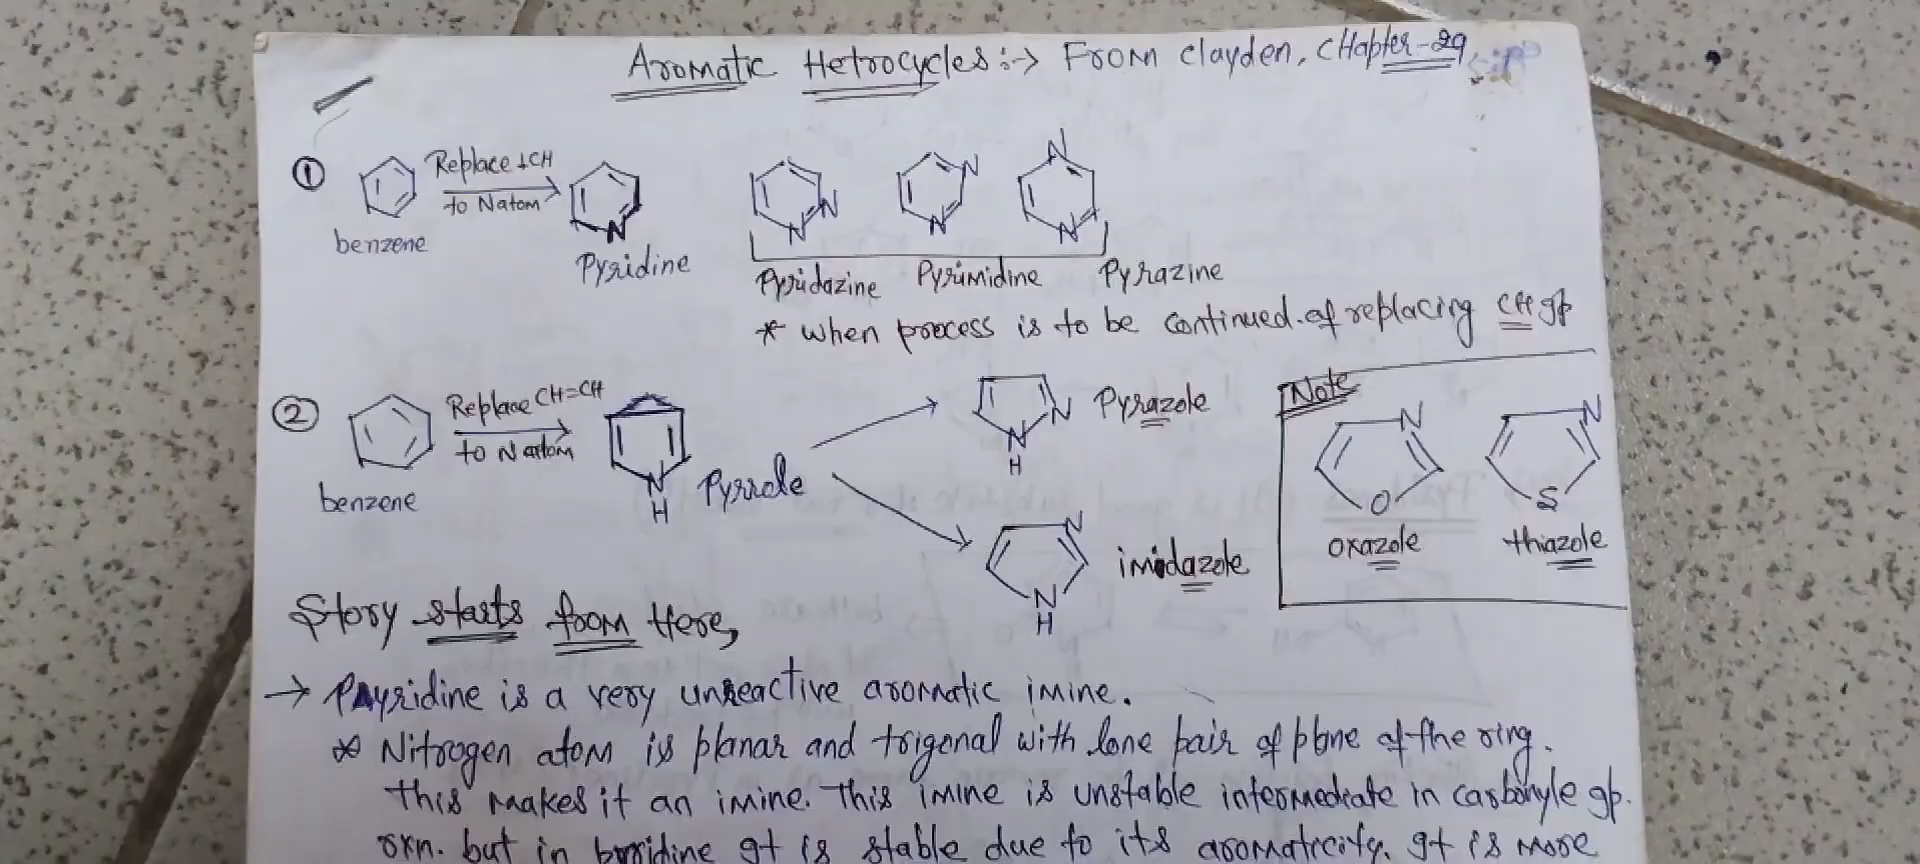 Aromatic Hetrocycles :→ From Clayden, CHapter-29
① Replace 1CH
to N atom
benzene
N
Pyridine
N N
N N
N N
Pyridazine Pyrimidine Pyrazine
* when process is to be continued of replacing CH gp
② Replace CH=CH
to N atom
benzene
N
H
Pyrrole
N
N
H
Pyrazole
N
N
H
imidazole
Note
N
O
oxazole
N
S
thiazole
Story starts from Here,
→ Pyridine is a very unreactive aromatic imine.
* Nitrogen atom is planar and trigonal with lone pair of plane of the ring.
this makes it an imine. This imine is unstable intermedeate in carbonyle gp.
rxn. but in pyridine It is stable due to its aromaticity. It is more